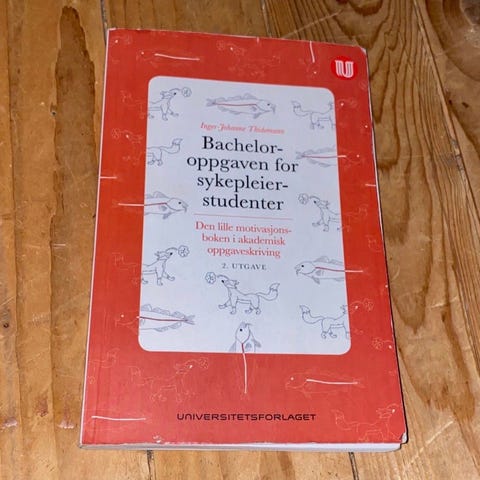 Inger-Johanne Thidemann
Bachelor-
oppgaven for
sykepleier-
studenter
Den lille motivasjons-
boken i akademisk
oppgaveskriving
2. UTGAVE
UNIVERSITETSFORLAGET